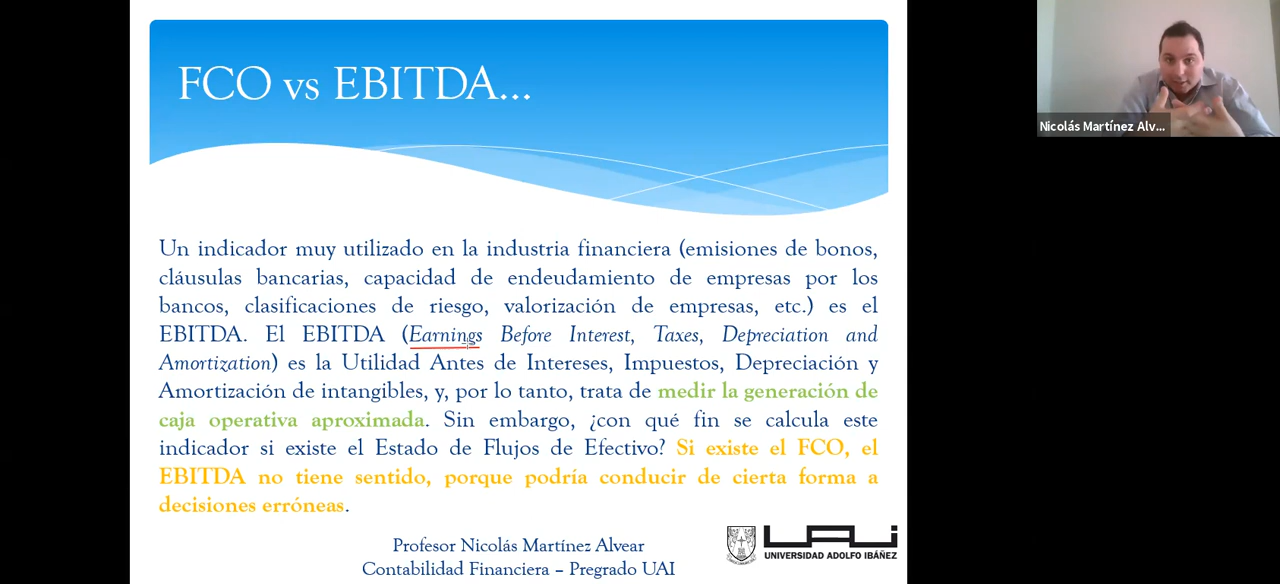 FCO vs EBITDA...
Nicolás Martínez Alv...
Un indicador muy utilizado en la industria financiera (emisiones de bonos,
cláusulas bancarias, capacidad de endeudamiento de empresas por los
bancos, clasificaciones de riesgo, valorización de empresas, etc.) es el
EBITDA. El EBITDA (Earnings Before Interest, Taxes, Depreciation and
Amortization) es la Utilidad Antes de Intereses, Impuestos, Depreciación y
Amortización de intangibles, y, por lo tanto, trata de medir la generación de
caja operativa aproximada. Sin embargo, ¿con qué fin se calcula este
indicador si existe el Estado de Flujos de Efectivo? Si existe el FCO, el
EBITDA no tiene sentido, porque podría conducir de cierta forma a
decisiones erróneas.
Profesor Nicolás Martínez Alvear
Contabilidad Financiera – Pregrado UAI
UAI
UNIVERSIDAD ADOLFO IBÁÑEZ